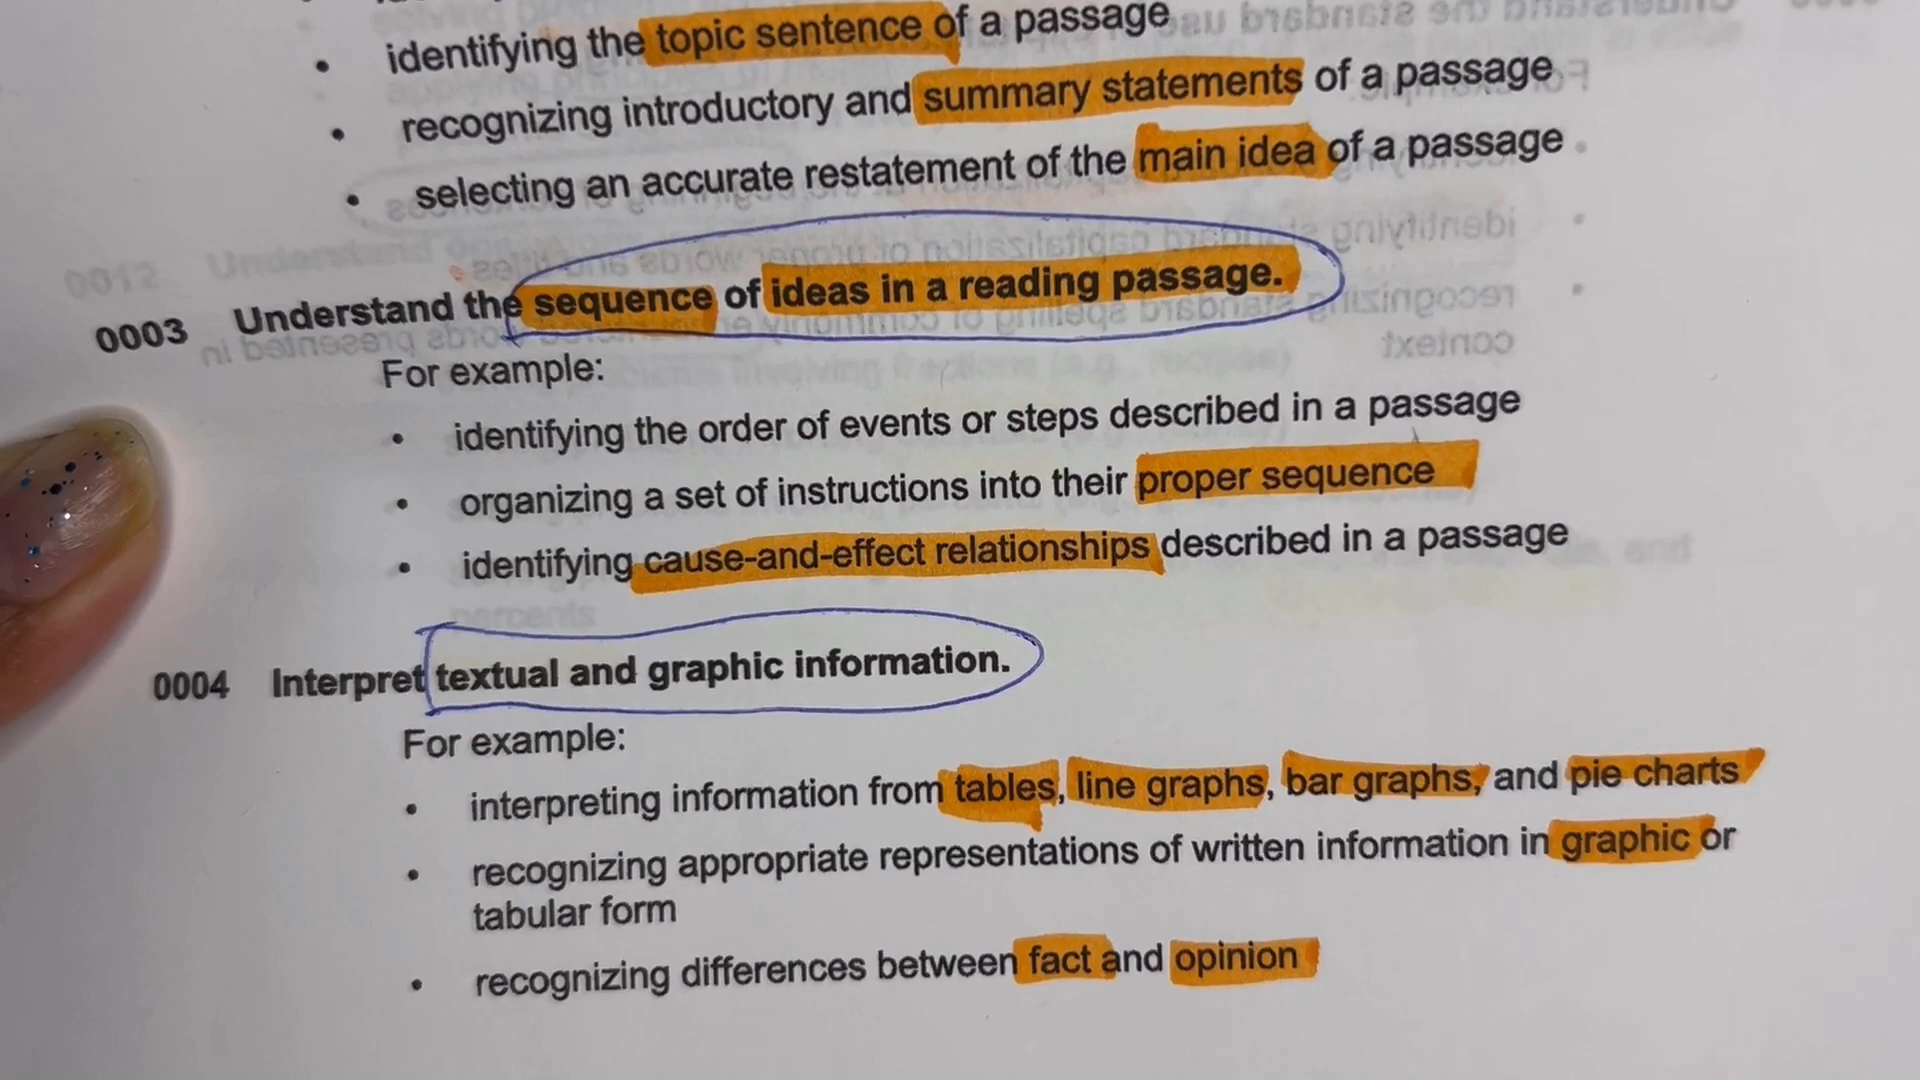 identifying the topic sentence of a passage
• recognizing introductory and summary statements of a passage
• selecting an accurate restatement of the main idea of a passage
0003 Understand the sequence of ideas in a reading passage.
For example:
• identifying the order of events or steps described in a passage
• organizing a set of instructions into their proper sequence
• identifying cause-and-effect relationships described in a passage
0004 Interpret textual and graphic information.
For example:
• interpreting information from tables, line graphs, bar graphs, and pie charts
• recognizing appropriate representations of written information in graphic or
tabular form
• recognizing differences between fact and opinion